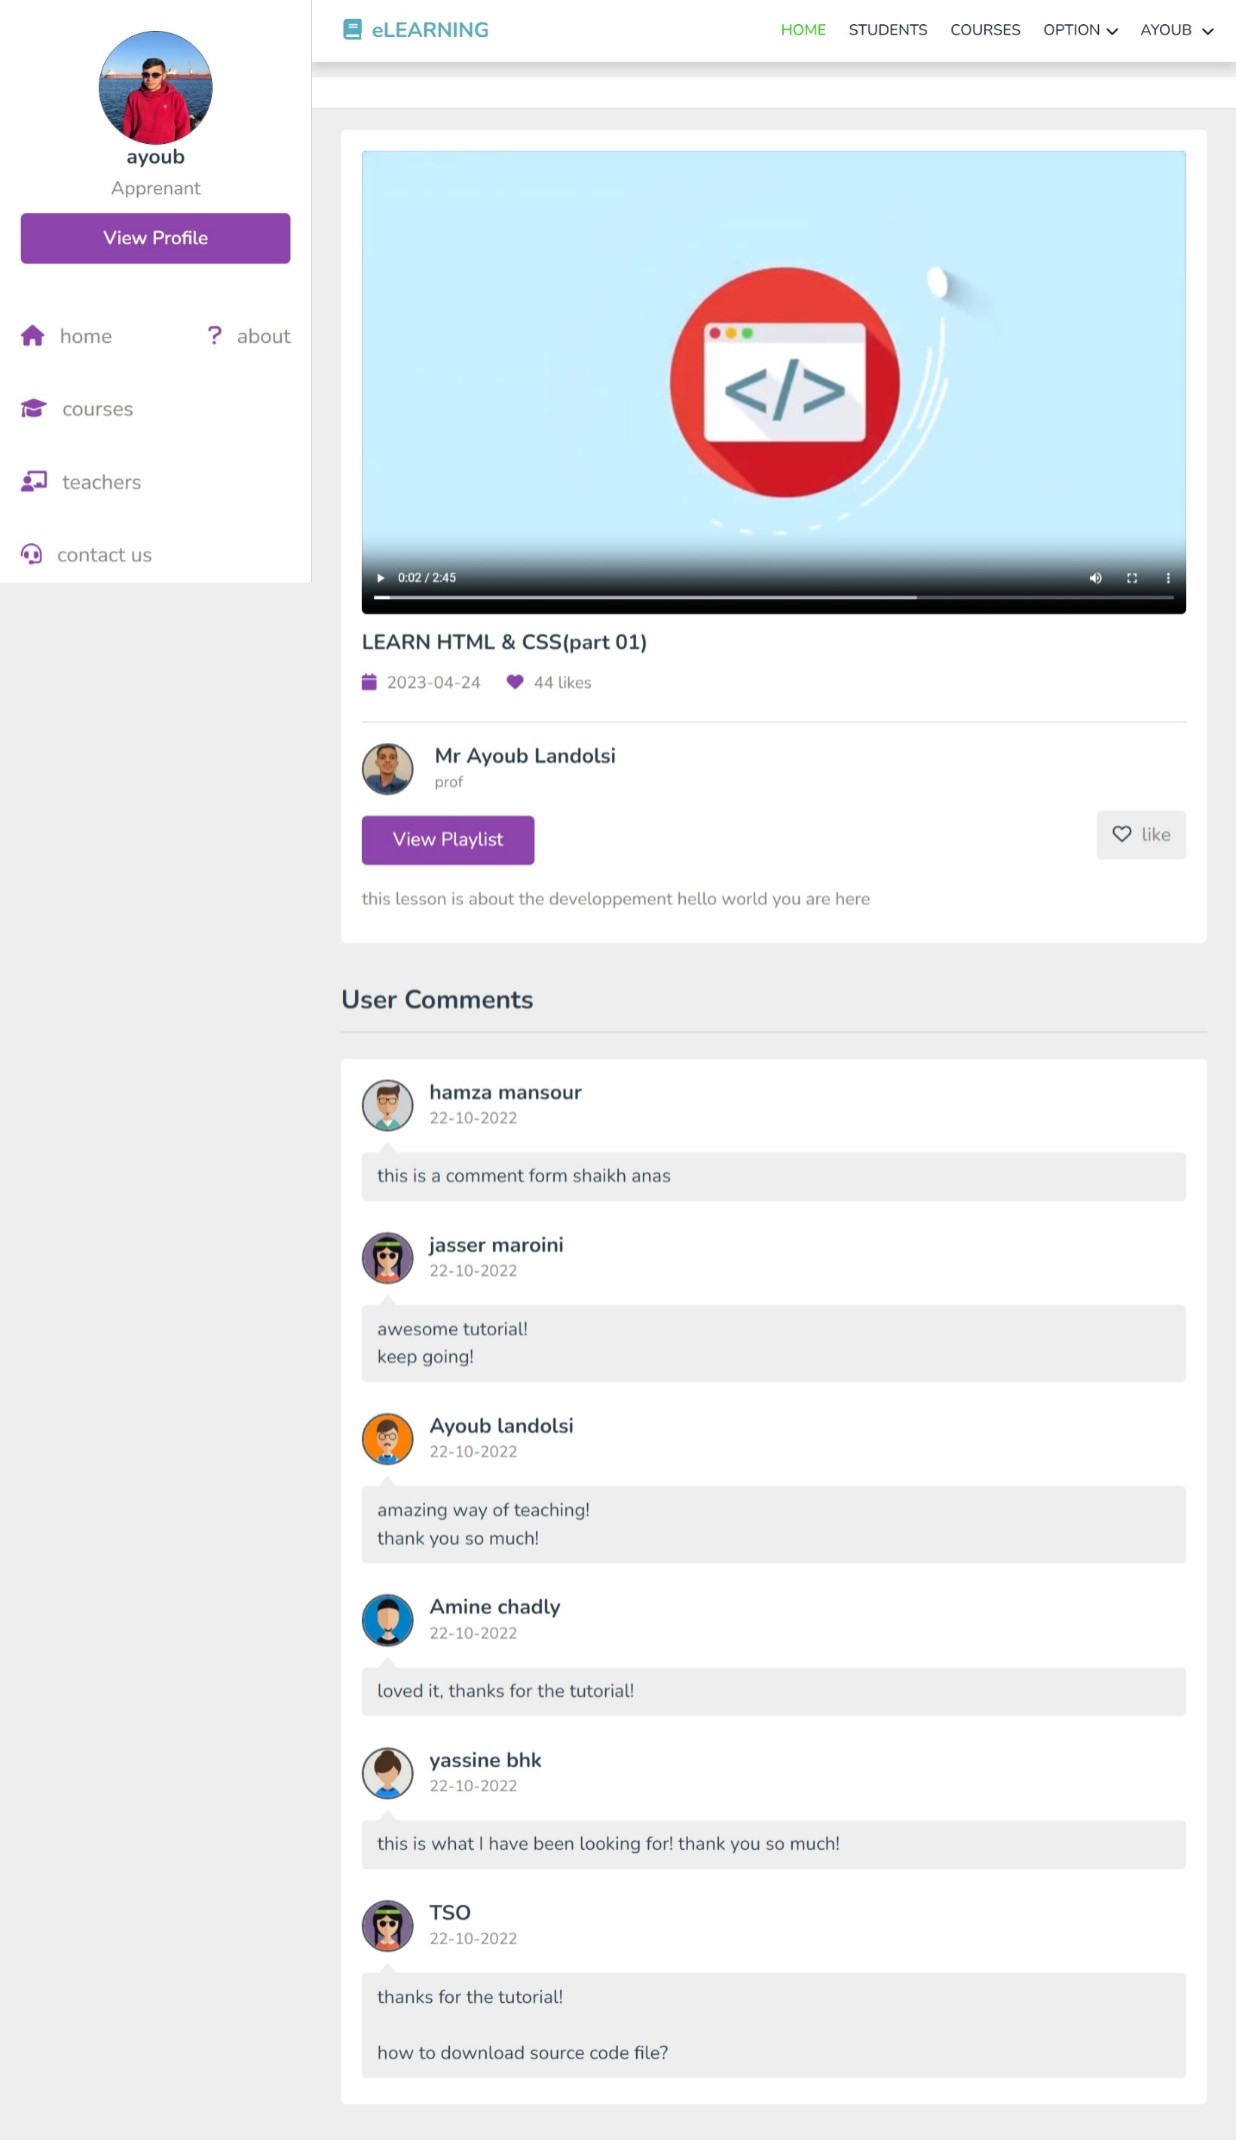 eLEARNING
HOME STUDENTS COURSES OPTION AYOUB
ayoub
Apprenant
View Profile
home ? about
courses
teachers
contact us
</>
0:02 / 2:45
LEARN HTML & CSS(part 01)
2023-04-24 44 likes
Mr Ayoub Landolsi
prof
View Playlist
like
this lesson is about the developpement hello world you are here
User Comments
hamza mansour
22-10-2022
this is a comment form shaikh anas
jasser maroini
22-10-2022
awesome tutorial!
keep going!
Ayoub landolsi
22-10-2022
amazing way of teaching!
thank you so much!
Amine chadly
22-10-2022
loved it, thanks for the tutorial!
yassine bhk
22-10-2022
this is what I have been looking for! thank you so much!
TSO
22-10-2022
thanks for the tutorial!
how to download source code file?